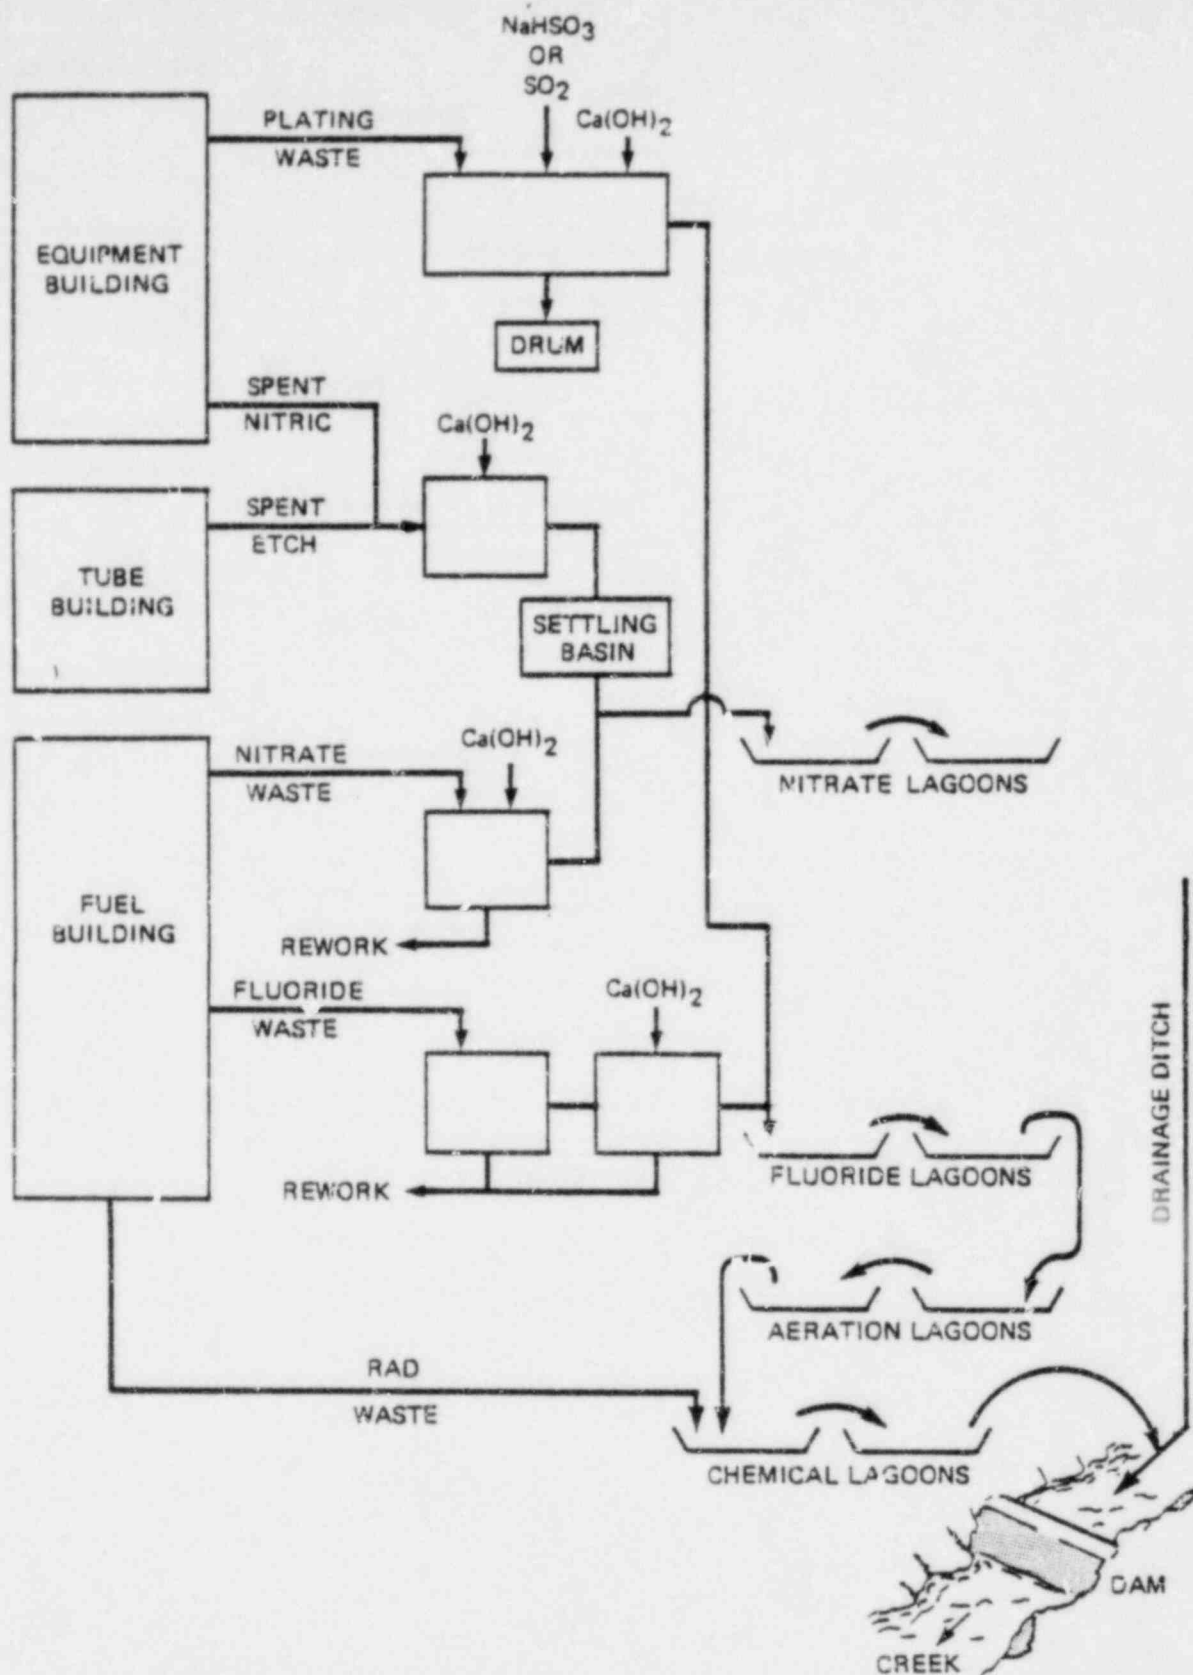 NaHSO3
OR
SO2
Ca(OH)2
PLATING
WASTE
EQUIPMENT
BUILDING
DRUM
SPENT
NITRIC
Ca(OH)2
SPENT
ETCH
TUBE
BUILDING
SETTLING
BASIN
NITRATE
WASTE
Ca(OH)2
NITRATE LAGOONS
FUEL
BUILDING
REWORK
FLUORIDE
WASTE
Ca(OH)2
DRAINAGE DITCH
REWORK
FLUORIDE LAGOONS
AERATION LAGOONS
RAD
WASTE
CHEMICAL LAGOONS
DAM
CREEK